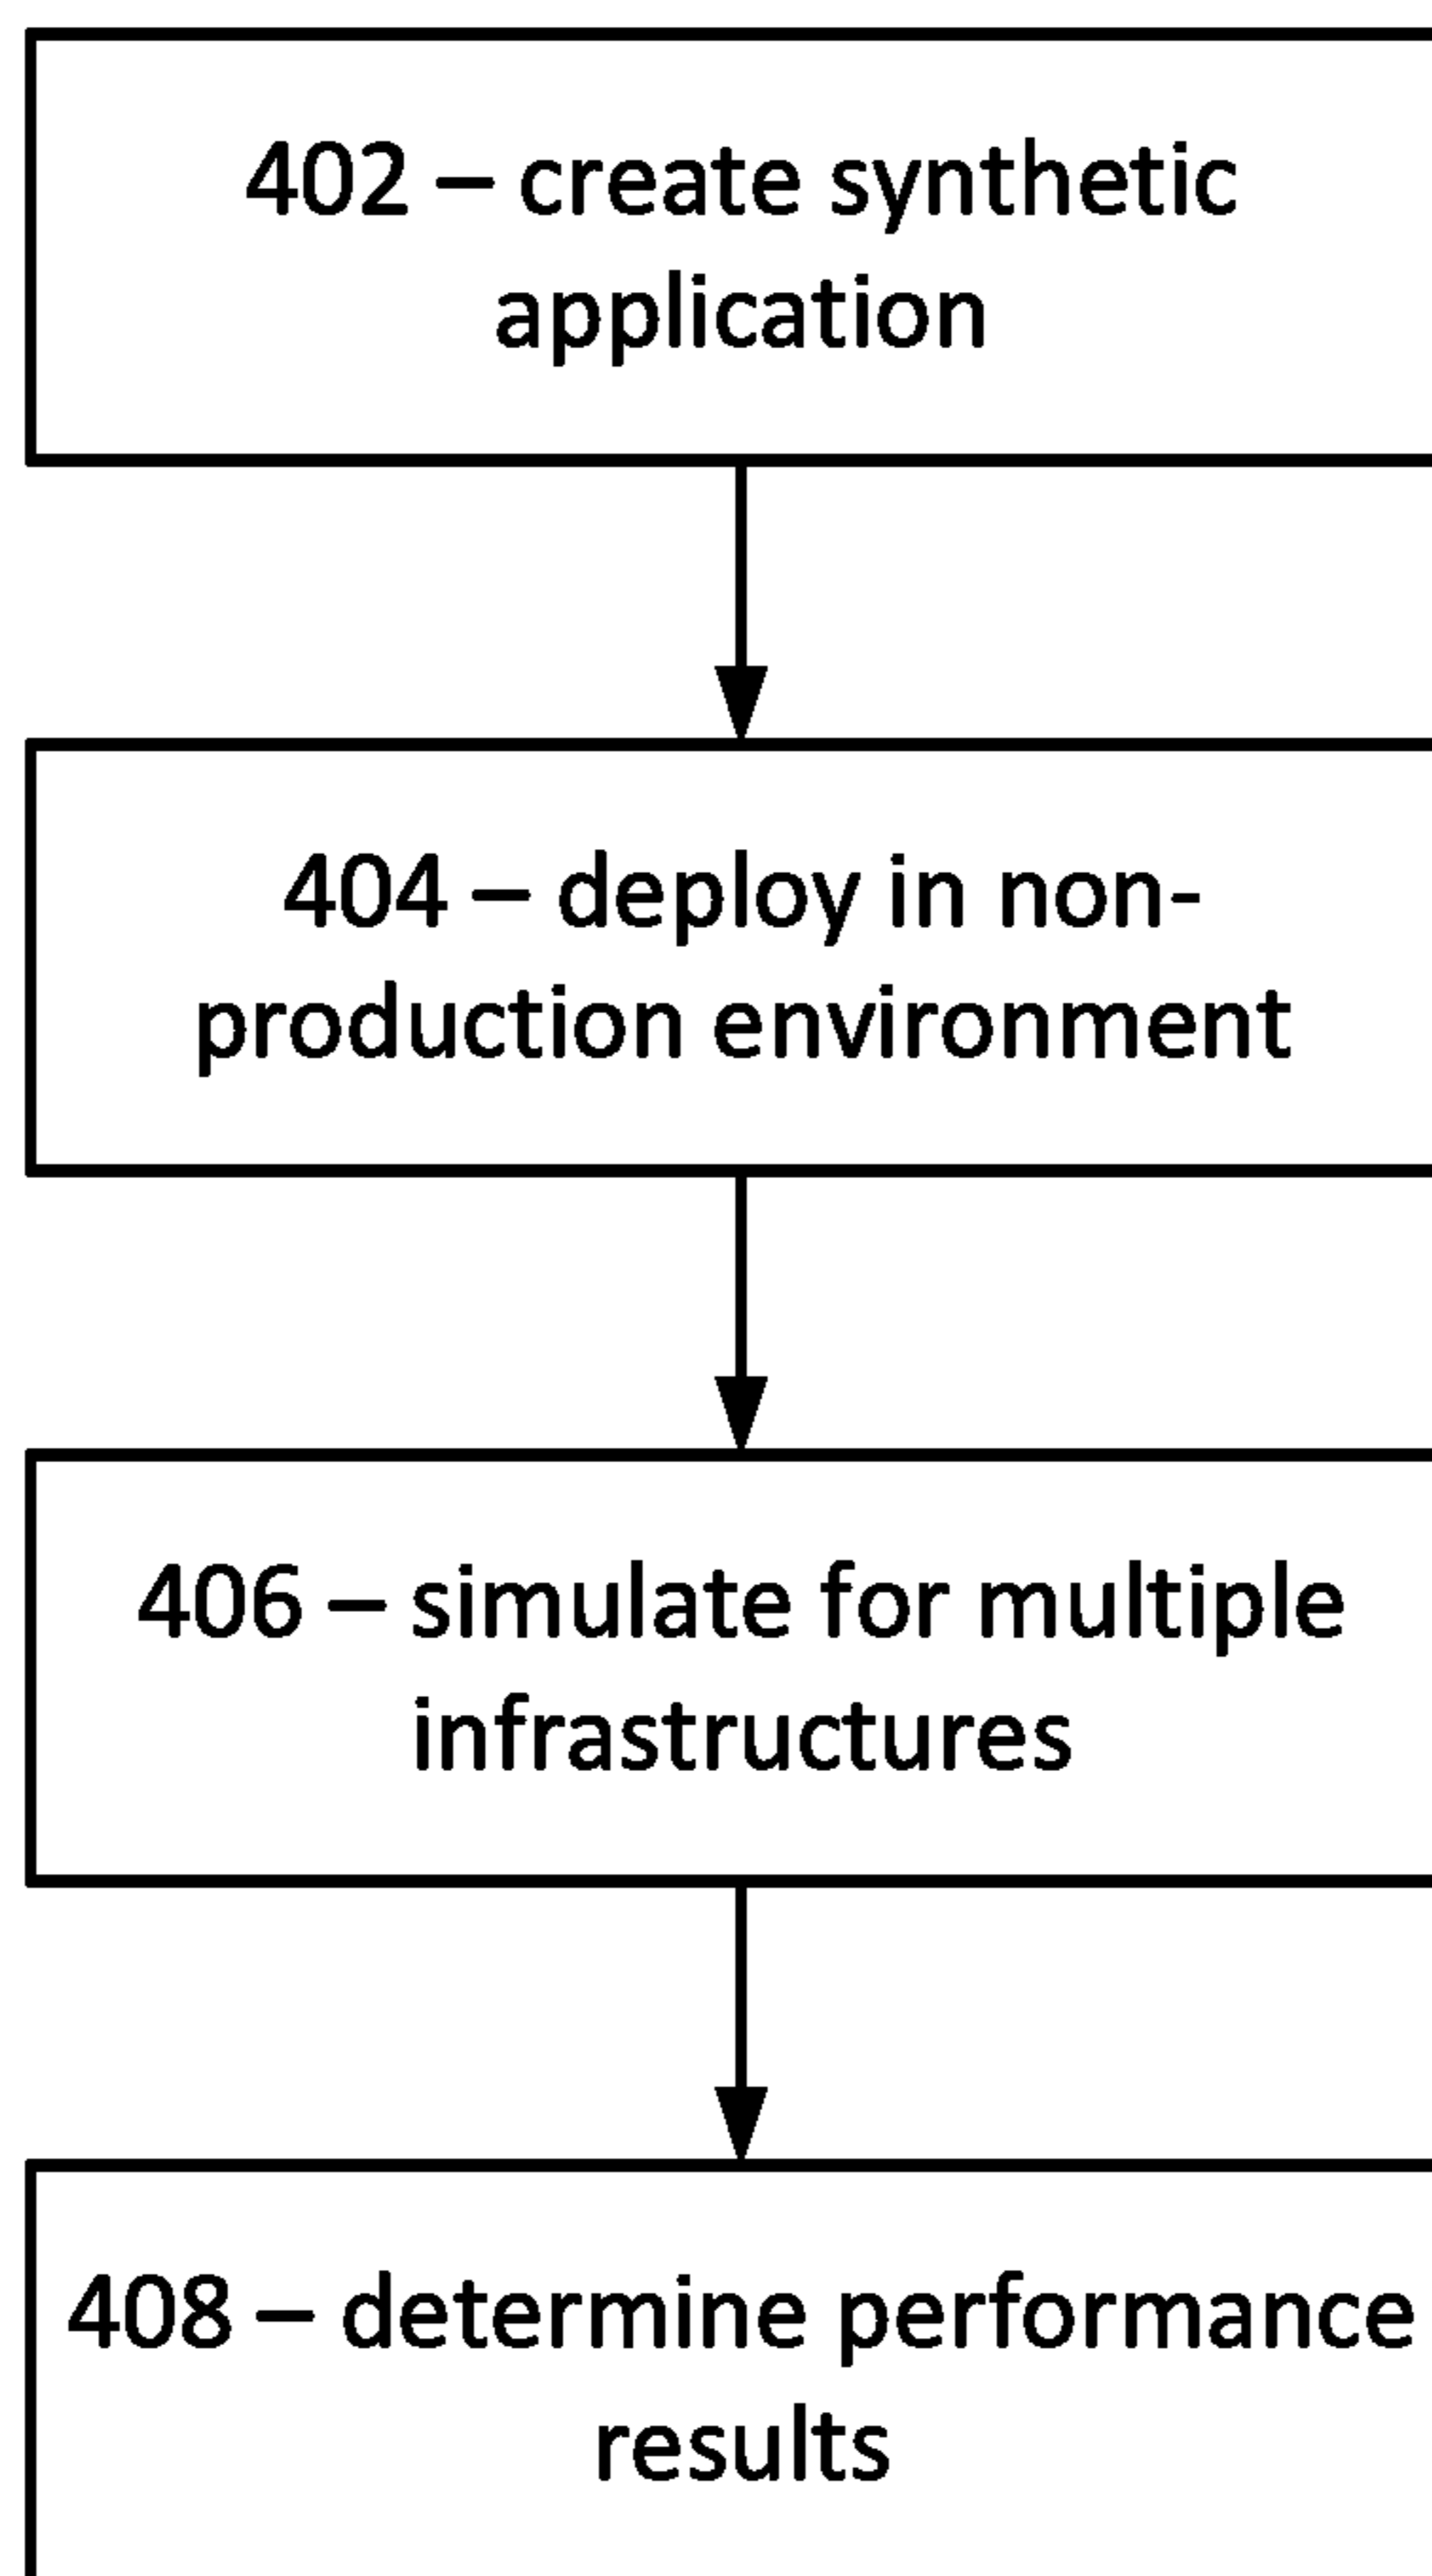 402 – create synthetic
application
404 – deploy in non-
production environment
406 – simulate for multiple
infrastructures
408 – determine performance
results